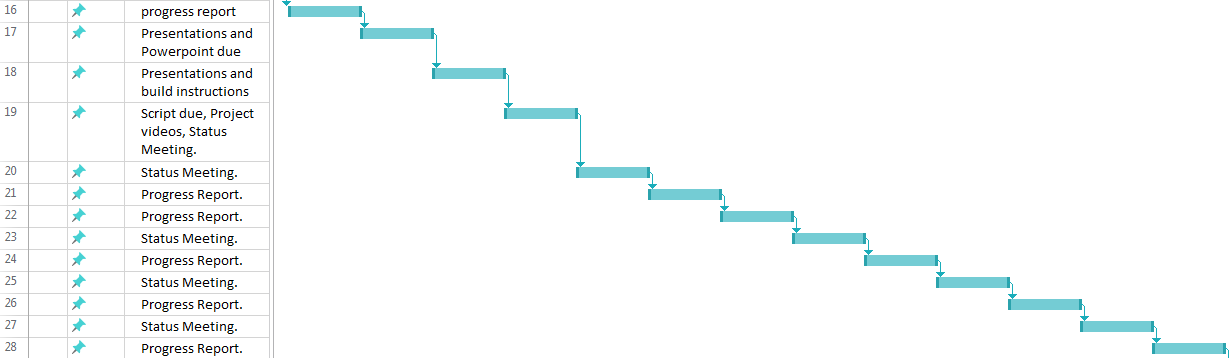 16 progress report
17 Presentations and
Powerpoint due
18 Presentations and
build instructions
19 Script due, Project
videos, Status
Meeting.
20 Status Meeting.
21 Progress Report.
22 Progress Report.
23 Status Meeting.
24 Progress Report.
25 Status Meeting.
26 Progress Report.
27 Status Meeting.
28 Progress Report.